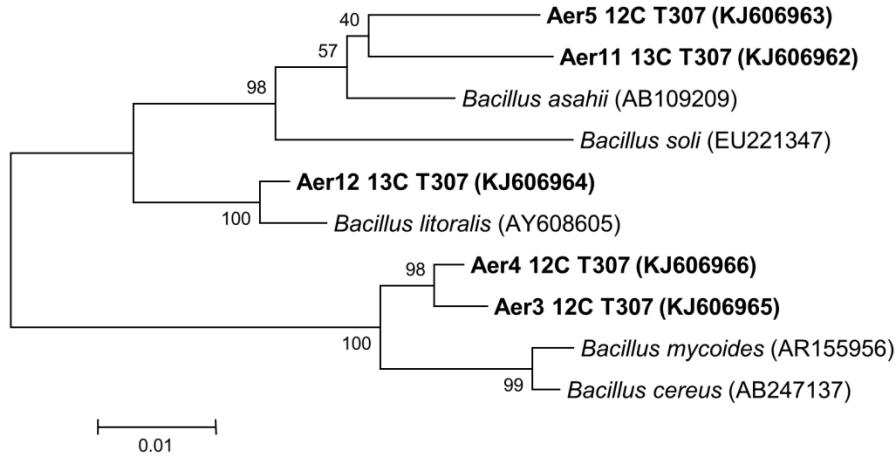 Aer5 12C T307 (KJ606963)
40
Aer11 13C T307 (KJ606962)
57
98
Bacillus asahii (AB109209)
Bacillus soli (EU221347)
Aer12 13C T307 (KJ606964)
100
Bacillus litoralis (AY608605)
Aer4 12C T307 (KJ606966)
98
Aer3 12C T307 (KJ606965)
100
Bacillus mycoides (AR155956)
99
Bacillus cereus (AB247137)
0.01